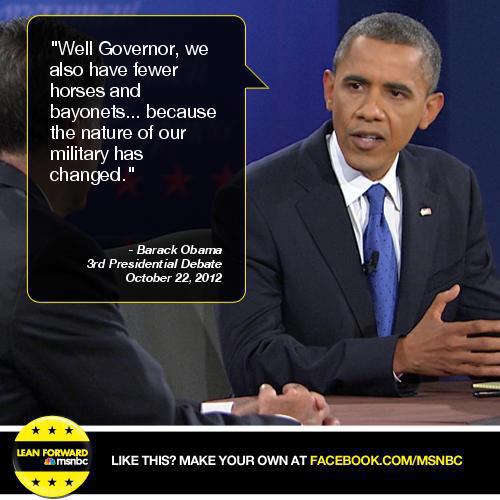 "Well Governor, we
also have fewer
horses and
bayonets... because
the nature of our
military has
changed."
- Barack Obama
3rd Presidential Debate
October 22, 2012
LEAN FORWARD
msnbc
LIKE THIS? MAKE YOUR OWN AT FACEBOOK.COM/MSNBC